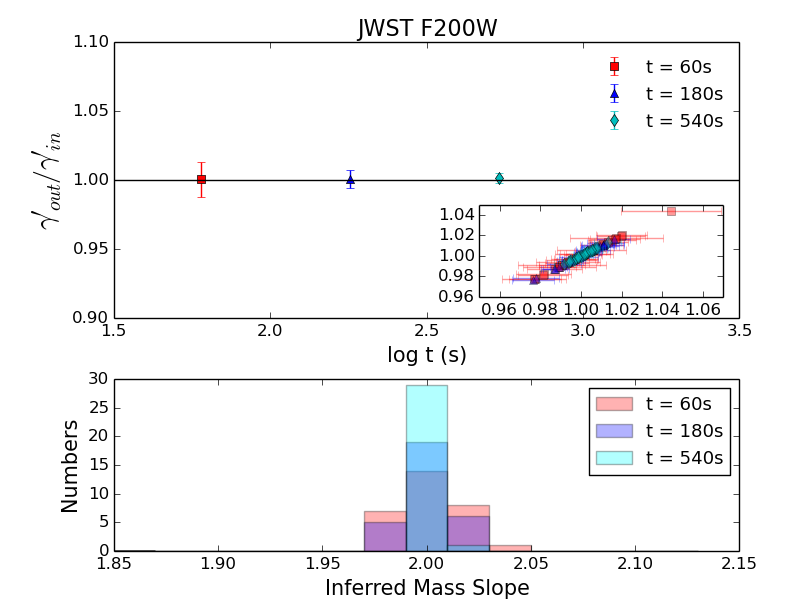 JWST F200W
1.10
1.05
1.00
0.95
0.90
γ'out/γ'in
t = 60s
t = 180s
t = 540s
1.04
1.02
1.00
0.98
0.96
0.96 0.98 1.00 1.02 1.04 1.06
1.5 2.0 2.5 3.0 3.5
log t (s)
30
25
20
15
10
5
0
Numbers
t = 60s
t = 180s
t = 540s
1.85 1.90 1.95 2.00 2.05 2.10 2.15
Inferred Mass Slope